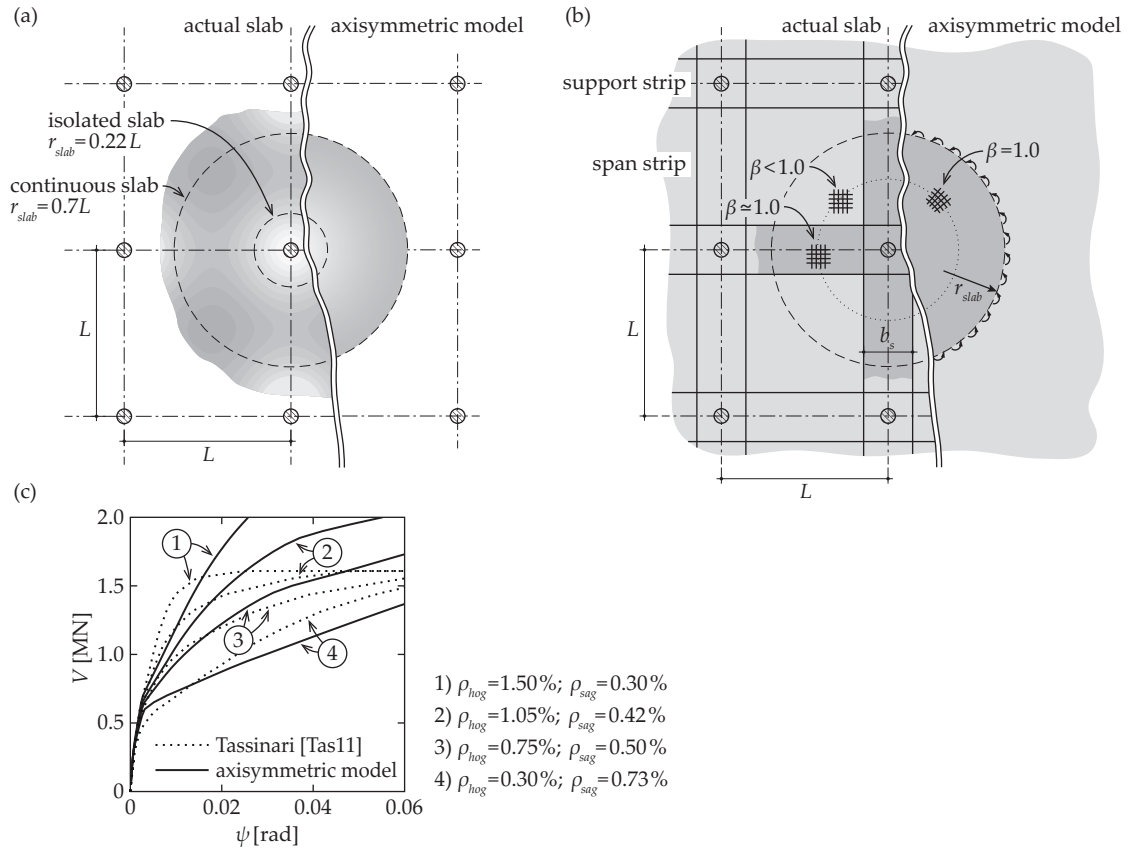 (a)
actual slab
axisymmetric model
isolated slab
r_slab=0.22L
continuous slab
r_slab=0.7L
L
L
(b)
actual slab
axisymmetric model
support strip
span strip
β<1.0
β=1.0
β≃1.0
r_slab
b_s
L
L
(c)
V [MN]
2.0
1.5
1.0
0.5
0
1
2
3
4
Tassinari [Tas11]
axisymmetric model
0
0.02
0.04
0.06
ψ [rad]
1) ρ_hog=1.50%; ρ_sag=0.30%
2) ρ_hog=1.05%; ρ_sag=0.42%
3) ρ_hog=0.75%; ρ_sag=0.50%
4) ρ_hog=0.30%; ρ_sag=0.73%